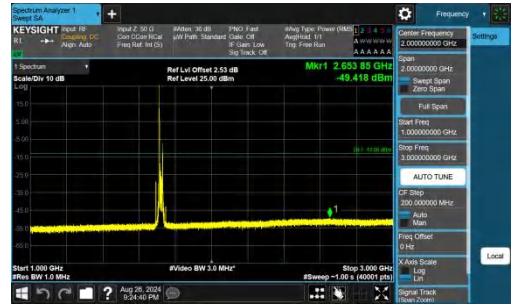 Spectrum Analyzer 1
Swept SA
+
Frequency
KEYSIGHT Input: RF
Coupling: DC
Align: Auto
Input Z: 50 Ω
Corr CCorr RCal
Freq Ref: Int (S)
#Atten: 30 dB
µW Path: Standard
PNO: Fast
Gate: Off
IF Gain: Low
Sig Track: Off
#Avg Type: Power (RMS)
Avg|Hold: 1/1
Trig: Free Run
1 2 3 4 5 6
A W W W W W
A A A A A A
1 Spectrum
Scale/Div 10 dB
Log
Ref Lvl Offset 2.53 dB
Ref Level 25.00 dBm
Mkr1 2.653 85 GHz
-49.418 dBm
15.0
5.00
-5.00
-15.0
-25.0
-35.0
-45.0
-55.0
-65.0
1
Start 1.000 GHz
#Res BW 1.0 MHz
#Video BW 3.0 MHz*
Stop 3.000 GHz
#Sweep ~1.00 s (40001 pts)
Aug 26, 2024
9:24:40 PM
Center Frequency
2.000000000 GHz
Span
2.00000000 GHz
Swept Span
Zero Span
Full Span
Start Freq
1.000000000 GHz
Stop Freq
3.000000000 GHz
AUTO TUNE
CF Step
200.000000 MHz
Auto
Man
Freq Offset
0 Hz
X Axis Scale
Log
Lin
Signal Track
(Span Zoom)
Settings
Local